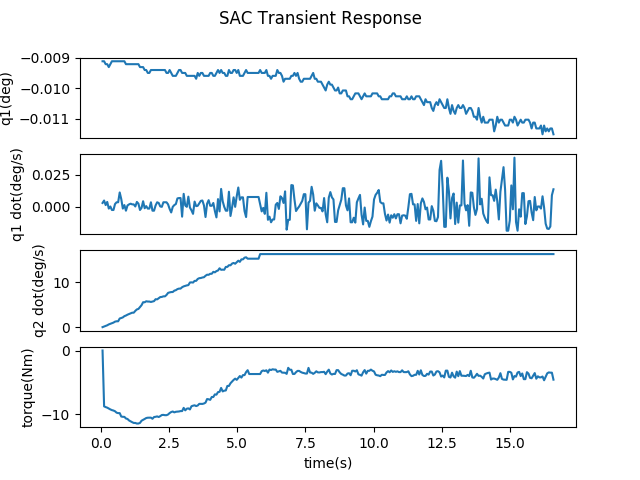 SAC Transient Response
q1(deg)
−0.009
−0.010
−0.011
q1 dot(deg/s)
0.025
0.000
q2 dot(deg/s)
10
0
torque(Nm)
0
−10
0.0 2.5 5.0 7.5 10.0 12.5 15.0
time(s)